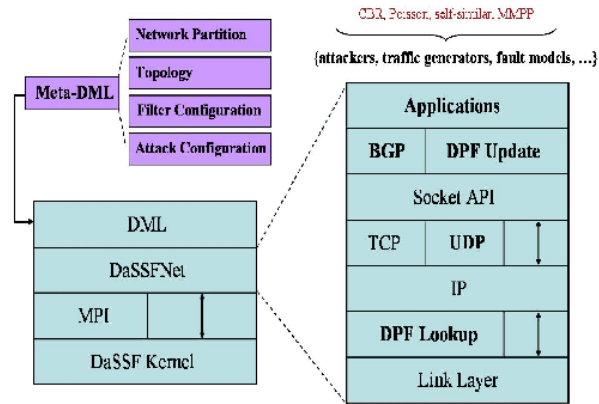 CBR, Poisson, self-similar, MMPP
{attackers, traffic generators, fault models, ...}
Network Partition
Topology
Meta-DML
Filter Configuration
Attack Configuration
DML
DaSSFNet
MPI
DaSSF Kernel
Applications
BGP
DPF Update
Socket API
TCP
UDP
IP
DPF Lookup
Link Layer